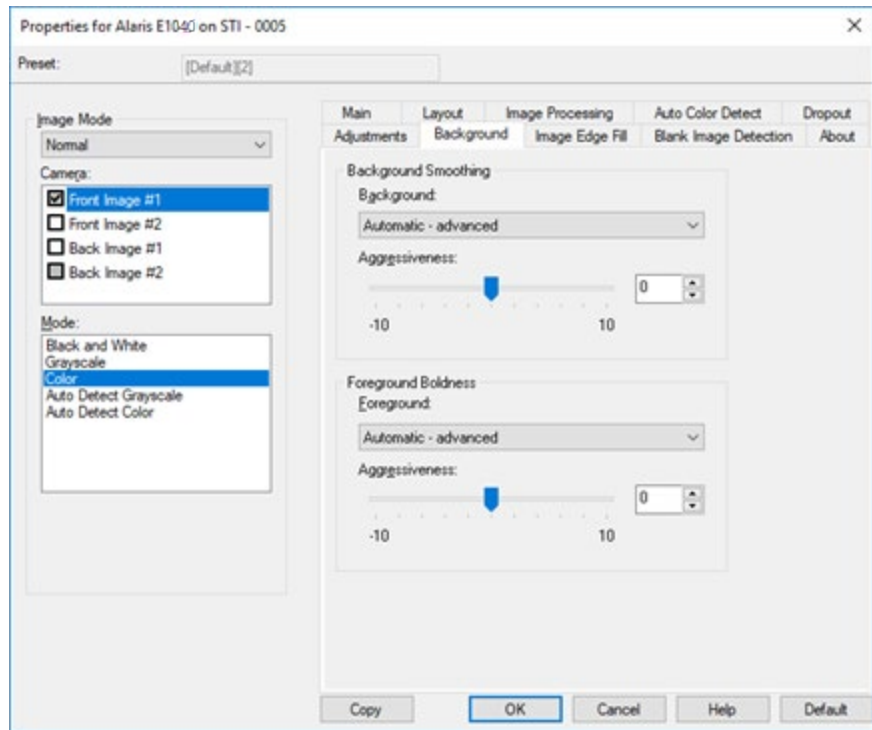 Properties for Alaris E1040 on STI - 0005
Preset:
[Default][2]
Image Mode
Normal
Camera:
Front Image #1
Front Image #2
Back Image #1
Back Image #2
Mode:
Black and White
Grayscale
Color
Auto Detect Grayscale
Auto Detect Color
Main Layout Image Processing Auto Color Detect Dropout
Adjustments Background Image Edge Fill Blank Image Detection About
Background Smoothing
Background:
Automatic - advanced
Aggressiveness:
0
-10 10
Foreground Boldness
Foreground:
Automatic - advanced
Aggressiveness:
0
-10 10
Copy OK Cancel Help Default